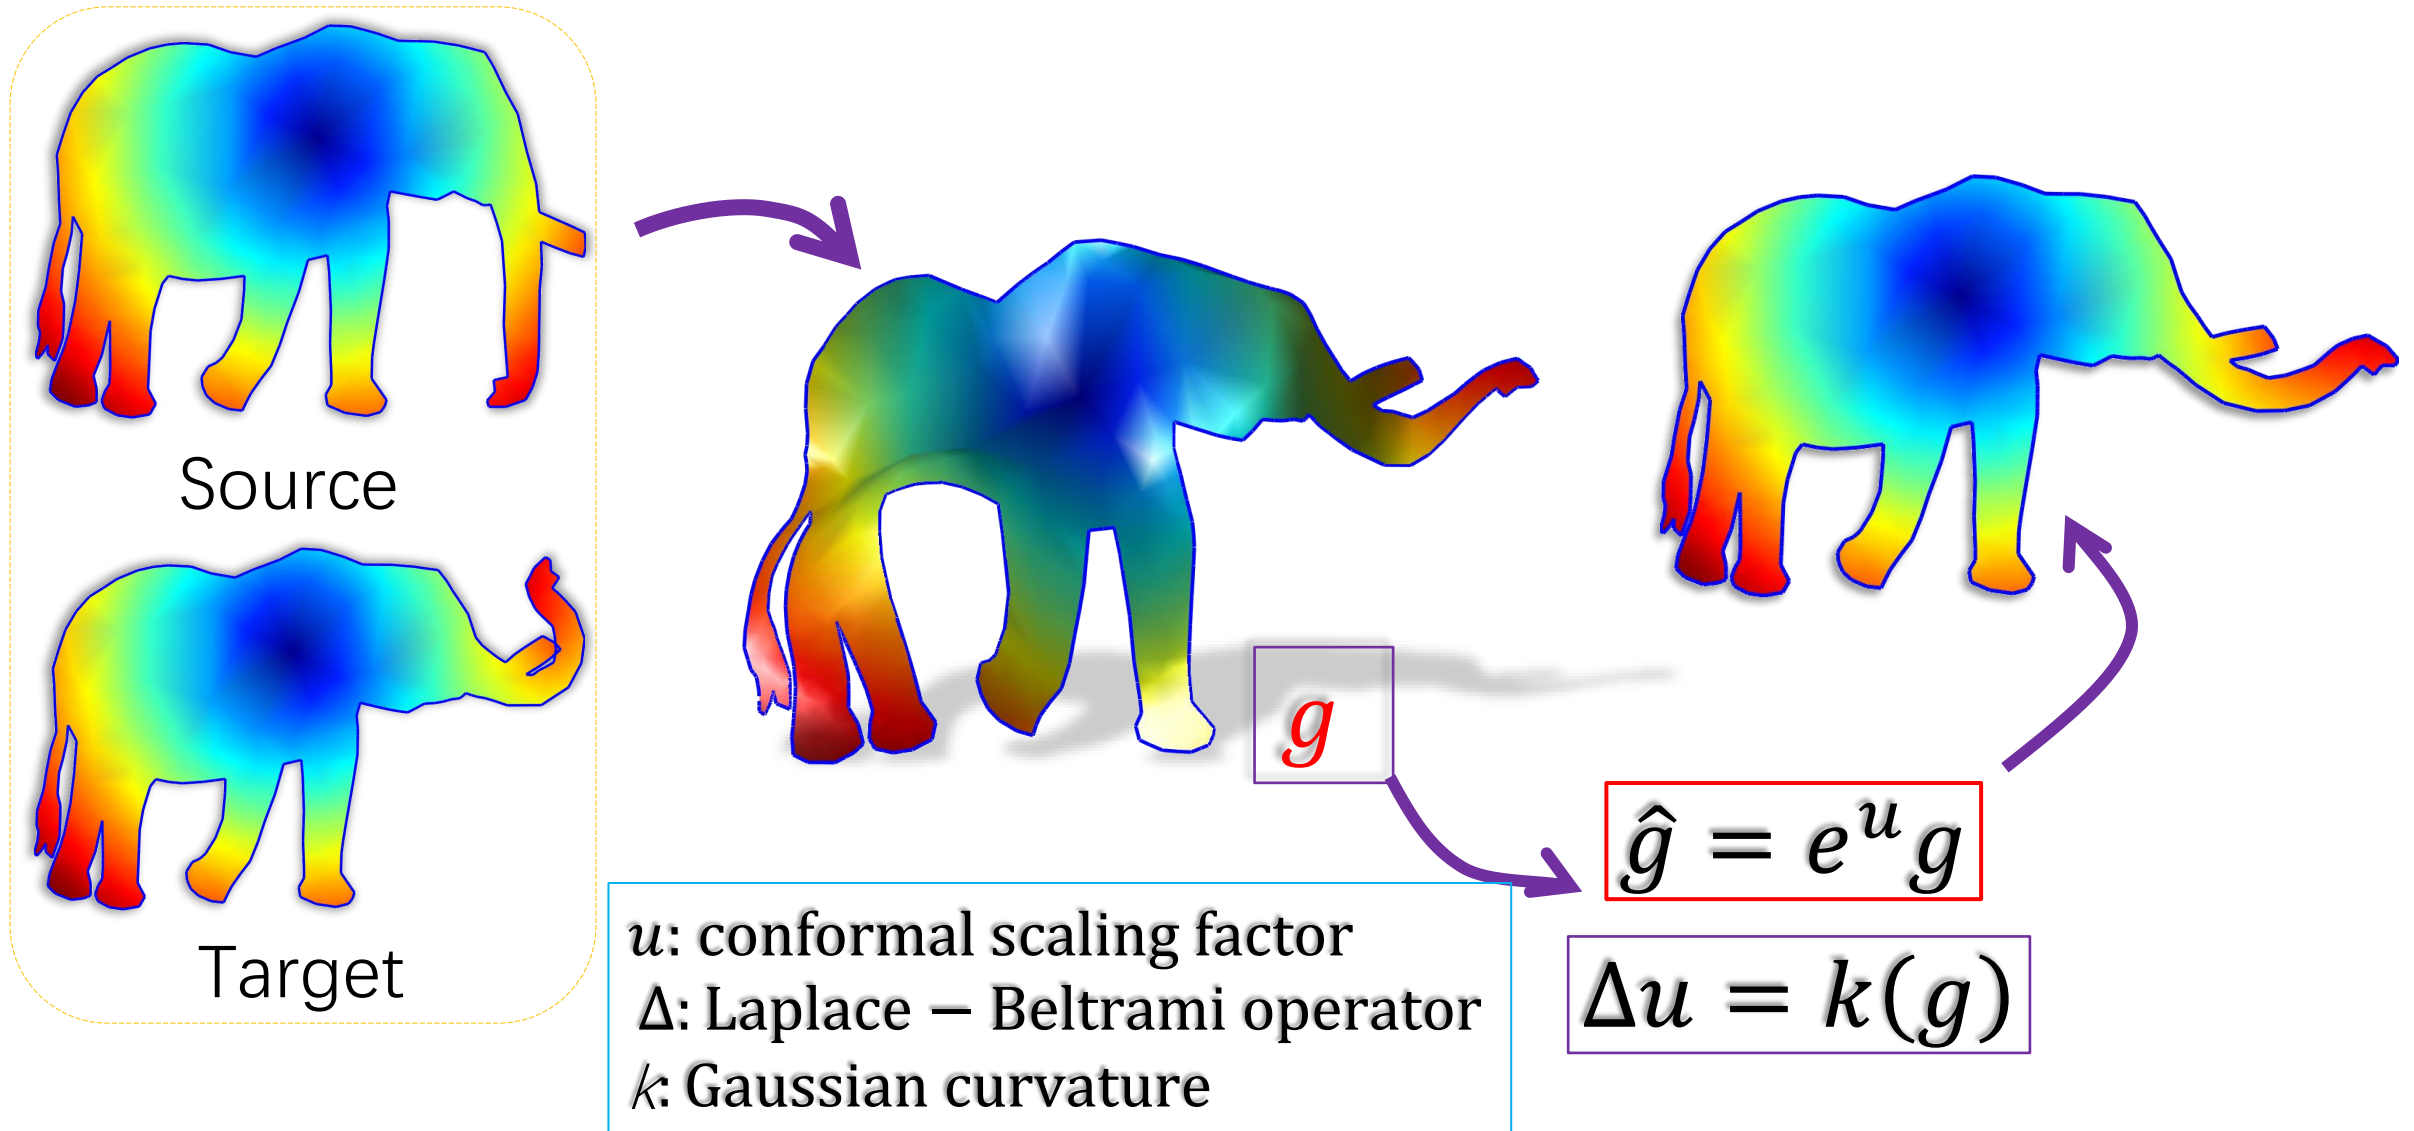 Source
Target
g
ĝ = e^u g
Δu = k(g)
u: conformal scaling factor
Δ: Laplace − Beltrami operator
k: Gaussian curvature